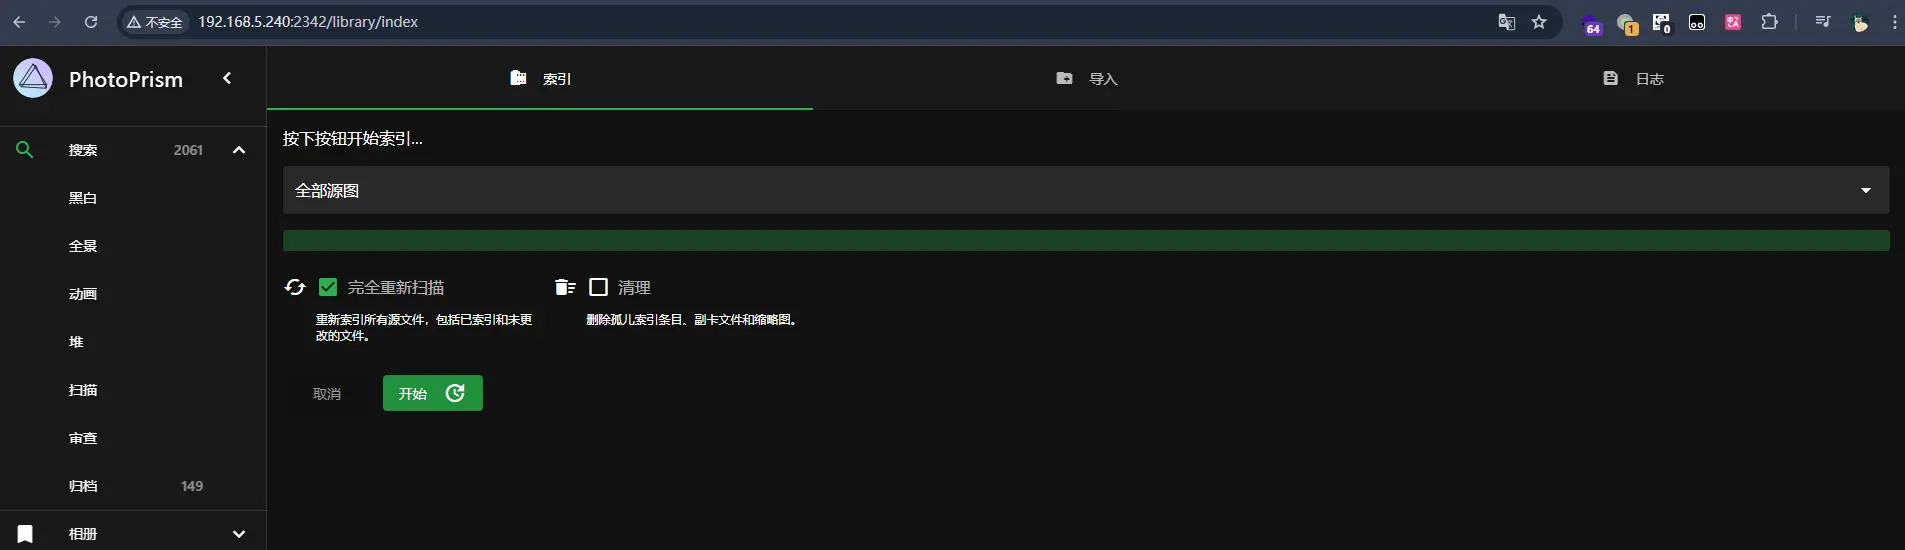 不安全
192.168.5.240:2342/library/index
64
1
0
PhotoPrism
索引
导入
日志
搜索
2061
黑白
全景
动画
堆
扫描
审查
归档
149
相册
按下按钮开始索引...
全部源图
完全重新扫描
重新索引所有源文件，包括已索引和未更
改的文件。
清理
删除孤儿索引条目、副卡文件和缩略图。
取消
开始